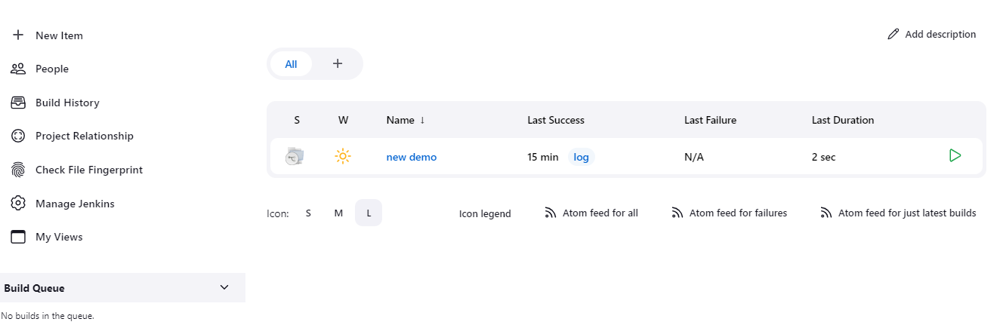 New Item
People
Build History
Project Relationship
Check File Fingerprint
Manage Jenkins
My Views
Build Queue
No builds in the queue.
Add description
All
S W Name ↓ Last Success Last Failure Last Duration
new demo 15 min log N/A 2 sec
Icon: S M L Icon legend Atom feed for all Atom feed for failures Atom feed for just latest builds